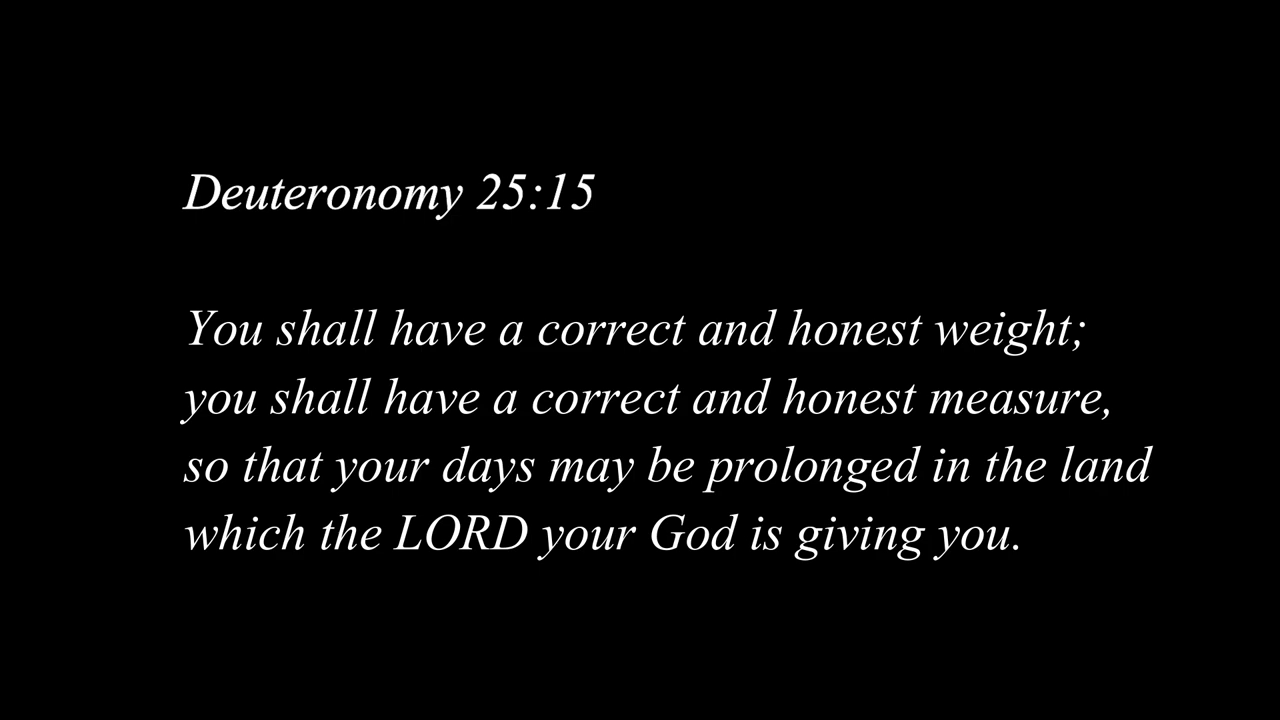 Deuteronomy 25:15
You shall have a correct and honest weight;
you shall have a correct and honest measure,
so that your days may be prolonged in the land
which the LORD your God is giving you.